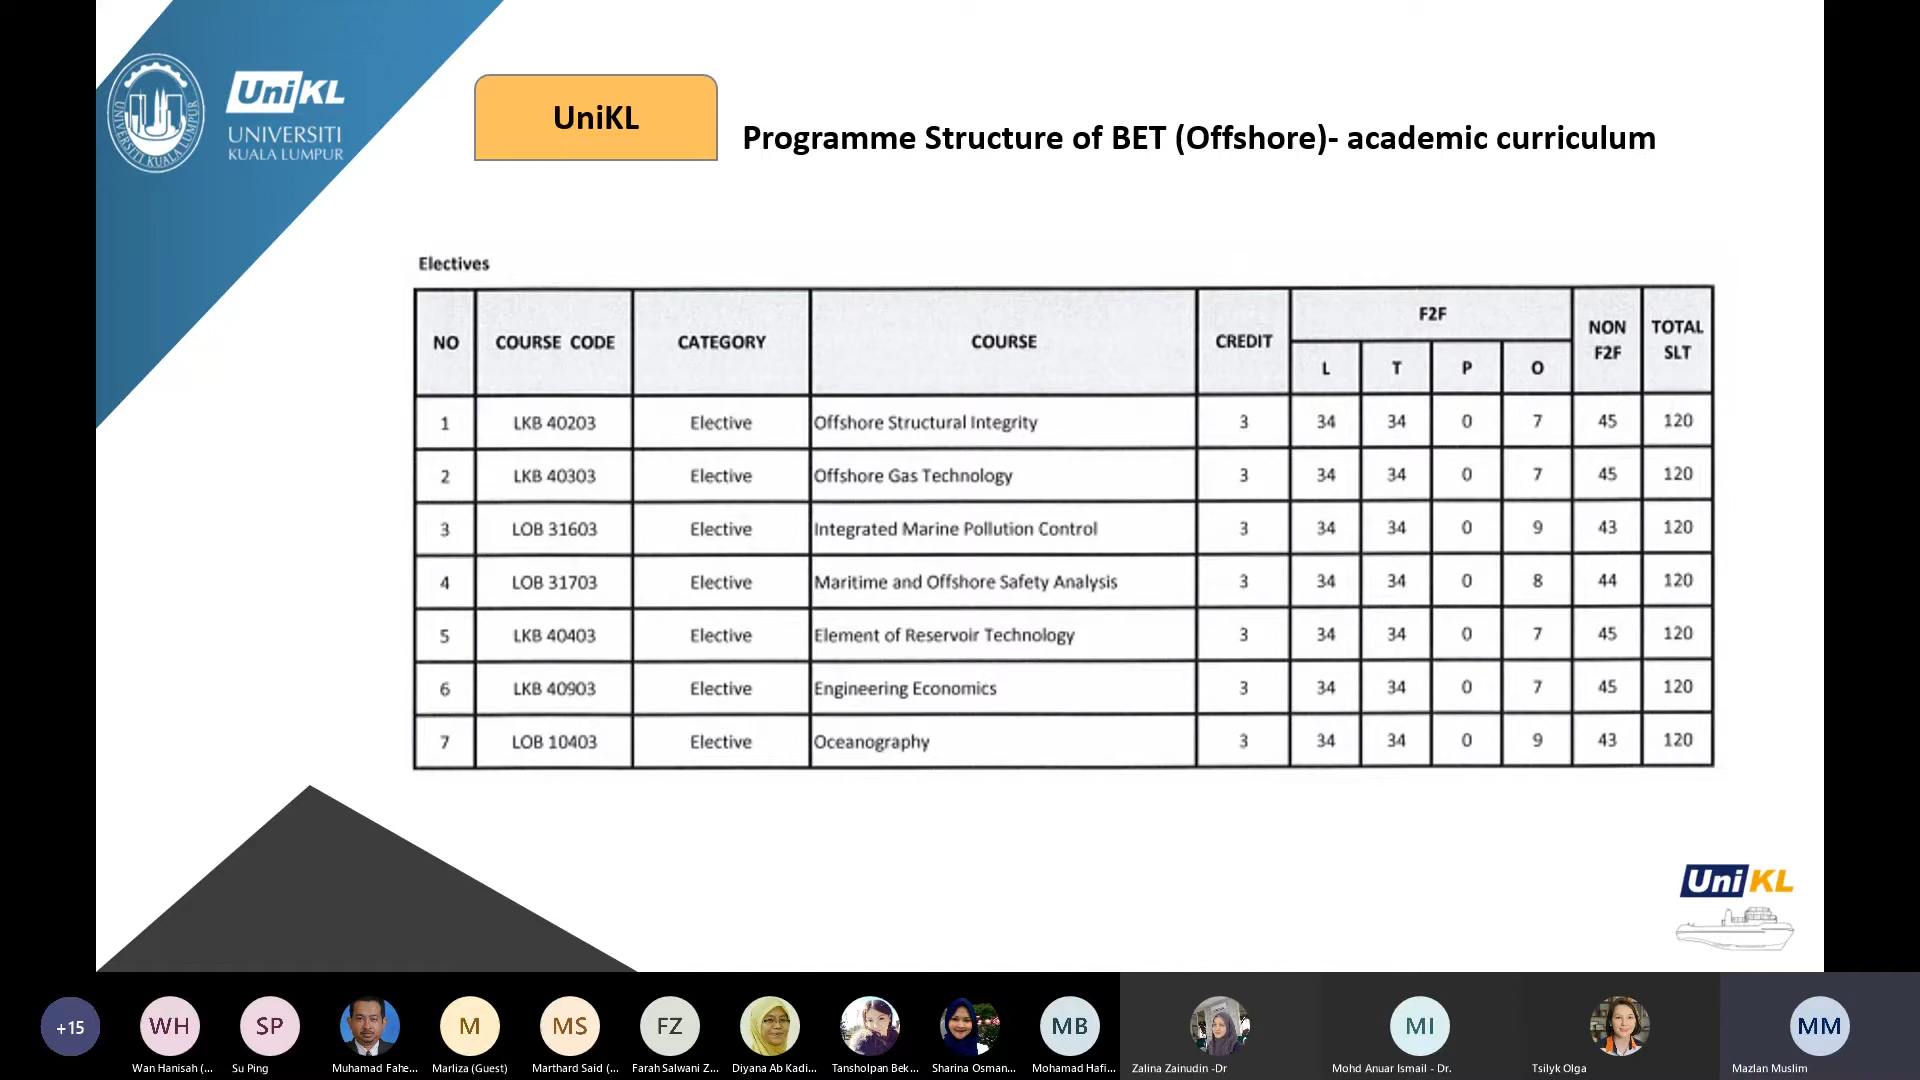 UniKL
UNIVERSITI
KUALA LUMPUR
UNIVERSITI KUALA LUMPUR
UniKL
Programme Structure of BET (Offshore)- academic curriculum
Electives
NO COURSE CODE CATEGORY COURSE CREDIT F2F NON F2F TOTAL SLT
L T P O
1 LKB 40203 Elective Offshore Structural Integrity 3 34 34 0 7 45 120
2 LKB 40303 Elective Offshore Gas Technology 3 34 34 0 7 45 120
3 LOB 31603 Elective Integrated Marine Pollution Control 3 34 34 0 9 43 120
4 LOB 31703 Elective Maritime and Offshore Safety Analysis 3 34 34 0 8 44 120
5 LKB 40403 Elective Element of Reservoir Technology 3 34 34 0 7 45 120
6 LKB 40903 Elective Engineering Economics 3 34 34 0 7 45 120
7 LOB 10403 Elective Oceanography 3 34 34 0 9 43 120
UniKL
+15 WH SP M MS FZ MB MI MM
Wan Hanisah (... Su Ping Muhamad Fahe... Marliza (Guest) Marthard Said (... Farah Salwani Z... Diyana Ab Kadi... Tansholpan Bek... Sharina Osman... Mohamad Hafi... Zalina Zainudin -Dr Mohd Anuar Ismail - Dr. Tsilyk Olga Mazlan Muslim